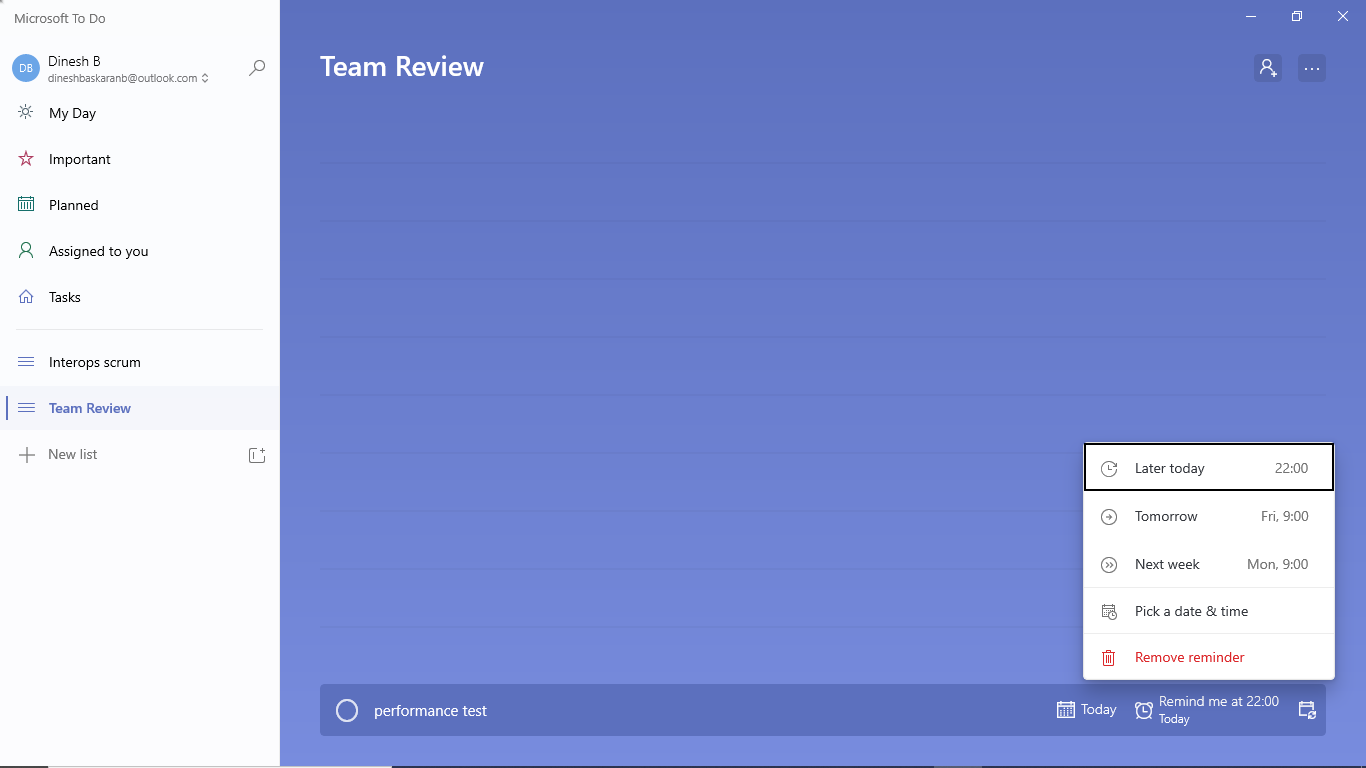 Microsoft To Do
DB
Dinesh B
dineshbaskaranb@outlook.com
My Day
Important
Planned
Assigned to you
Tasks
Interops scrum
Team Review
New list
Team Review
Later today 22:00
Tomorrow Fri, 9:00
Next week Mon, 9:00
Pick a date & time
Remove reminder
performance test
Today
Remind me at 22:00
Today